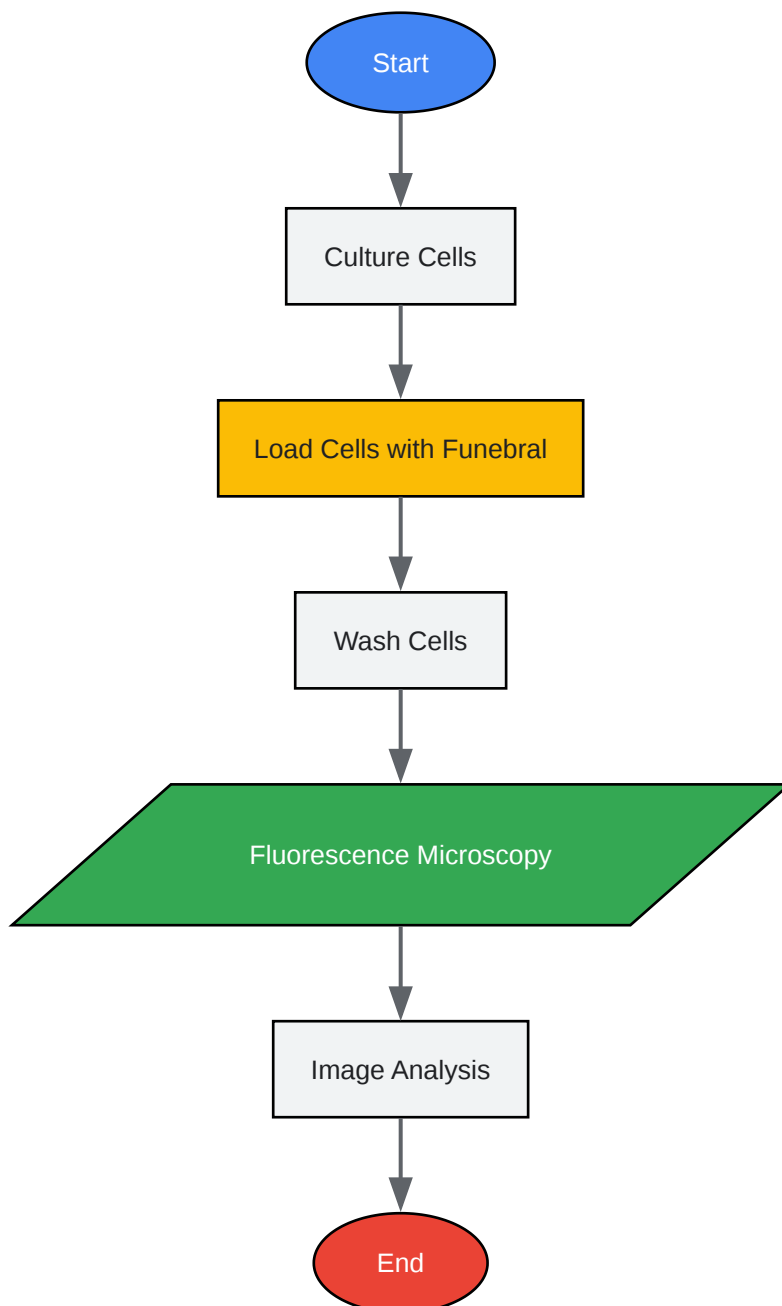 Start
Culture Cells
Load Cells with Funebral
Wash Cells
Fluorescence Microscopy
Image Analysis
End